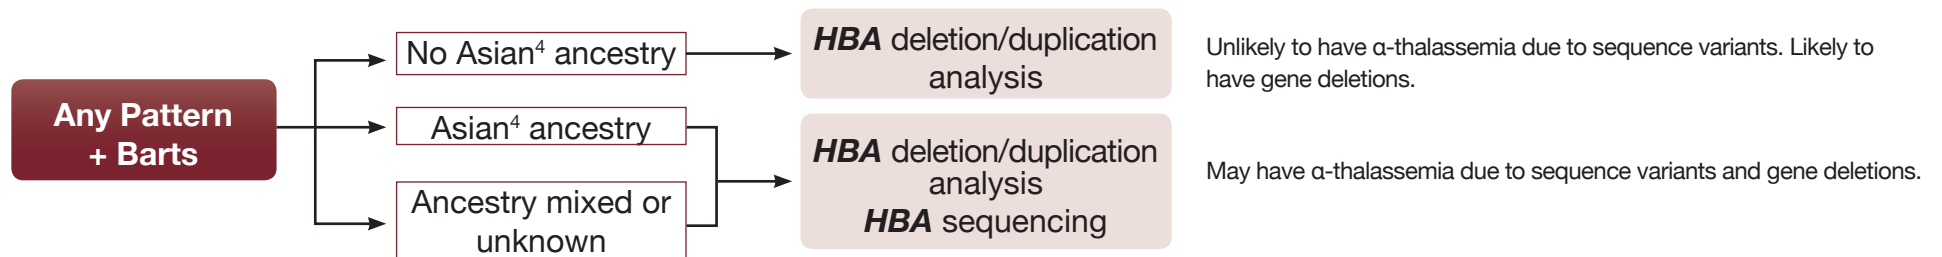 Any Pattern
+ Barts
No Asian⁴ ancestry
Asian⁴ ancestry
Ancestry mixed or
unknown
HBA deletion/duplication
analysis
HBA deletion/duplication
analysis
HBA sequencing
Unlikely to have α-thalassemia due to sequence variants. Likely to
have gene deletions.
May have α-thalassemia due to sequence variants and gene deletions.